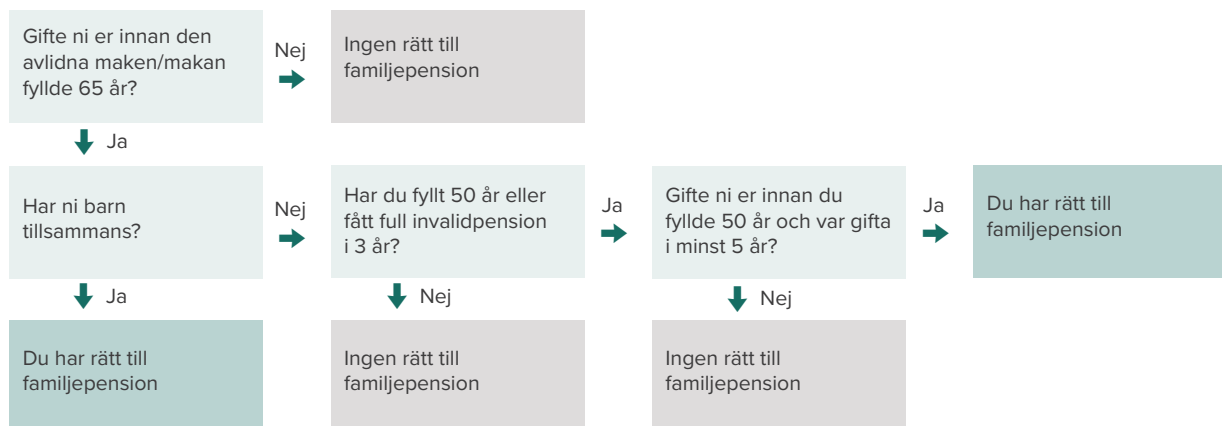 Gifte ni er innan den
avlidna maken/makan
fyllde 65 år?
Nej
Ingen rätt till
familjepension
Ja
Har ni barn
tillsammans?
Nej
Har du fyllt 50 år eller
fått full invalidpension
i 3 år?
Ja
Gifte ni er innan du
fyllde 50 år och var gifta
i minst 5 år?
Ja
Du har rätt till
familjepension
Ja
Nej
Nej
Du har rätt till
familjepension
Ingen rätt till
familjepension
Ingen rätt till
familjepension